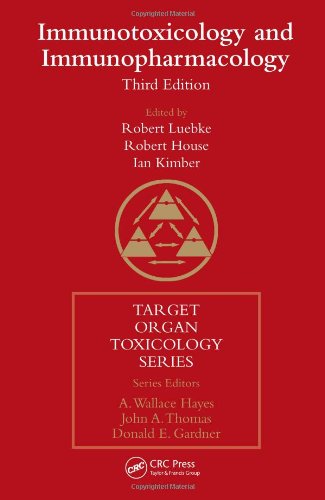 Immunotoxicology and
Immunopharmacology
Third Edition
Edited by
Robert Luebke
Robert House
Ian Kimber
TARGET
ORGAN
TOXICOLOGY
SERIES
Series Editors
A. Wallace Hayes
John A. Thomas
Donald E. Gardner
CRC
CRC Press
Taylor & Francis Group